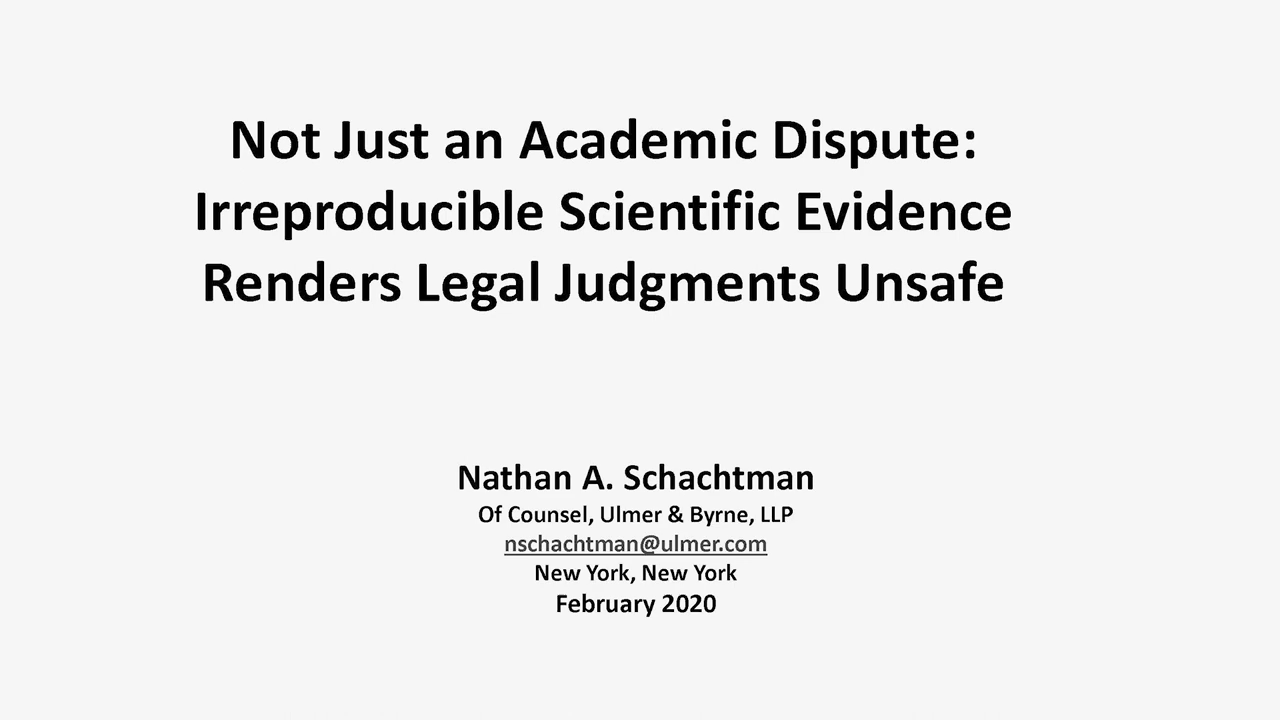 Not Just an Academic Dispute:
Irreproducible Scientific Evidence
Renders Legal Judgments Unsafe
Nathan A. Schachtman
Of Counsel, Ulmer & Byrne, LLP
nschachtman@ulmer.com
New York, New York
February 2020